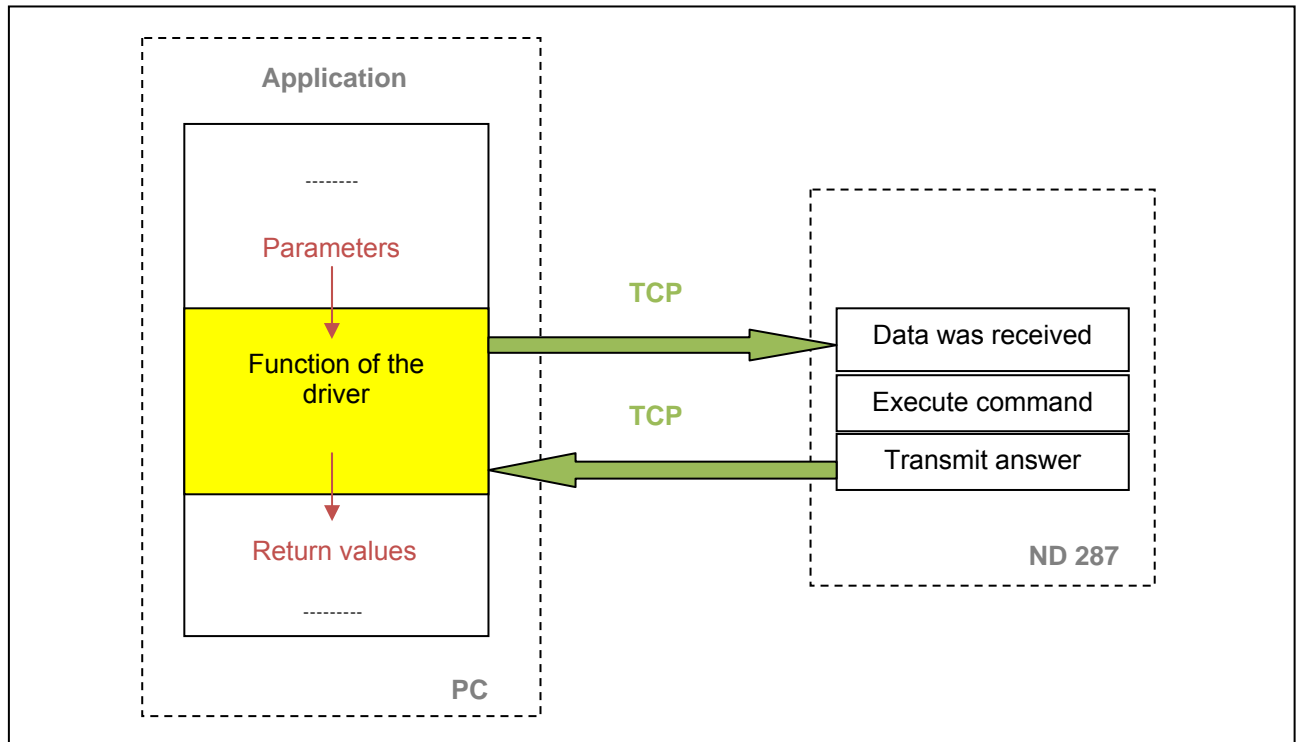 Application
--------
Parameters
Function of the
driver
Return values
---------
PC
TCP
TCP
Data was received
Execute command
Transmit answer
ND 287